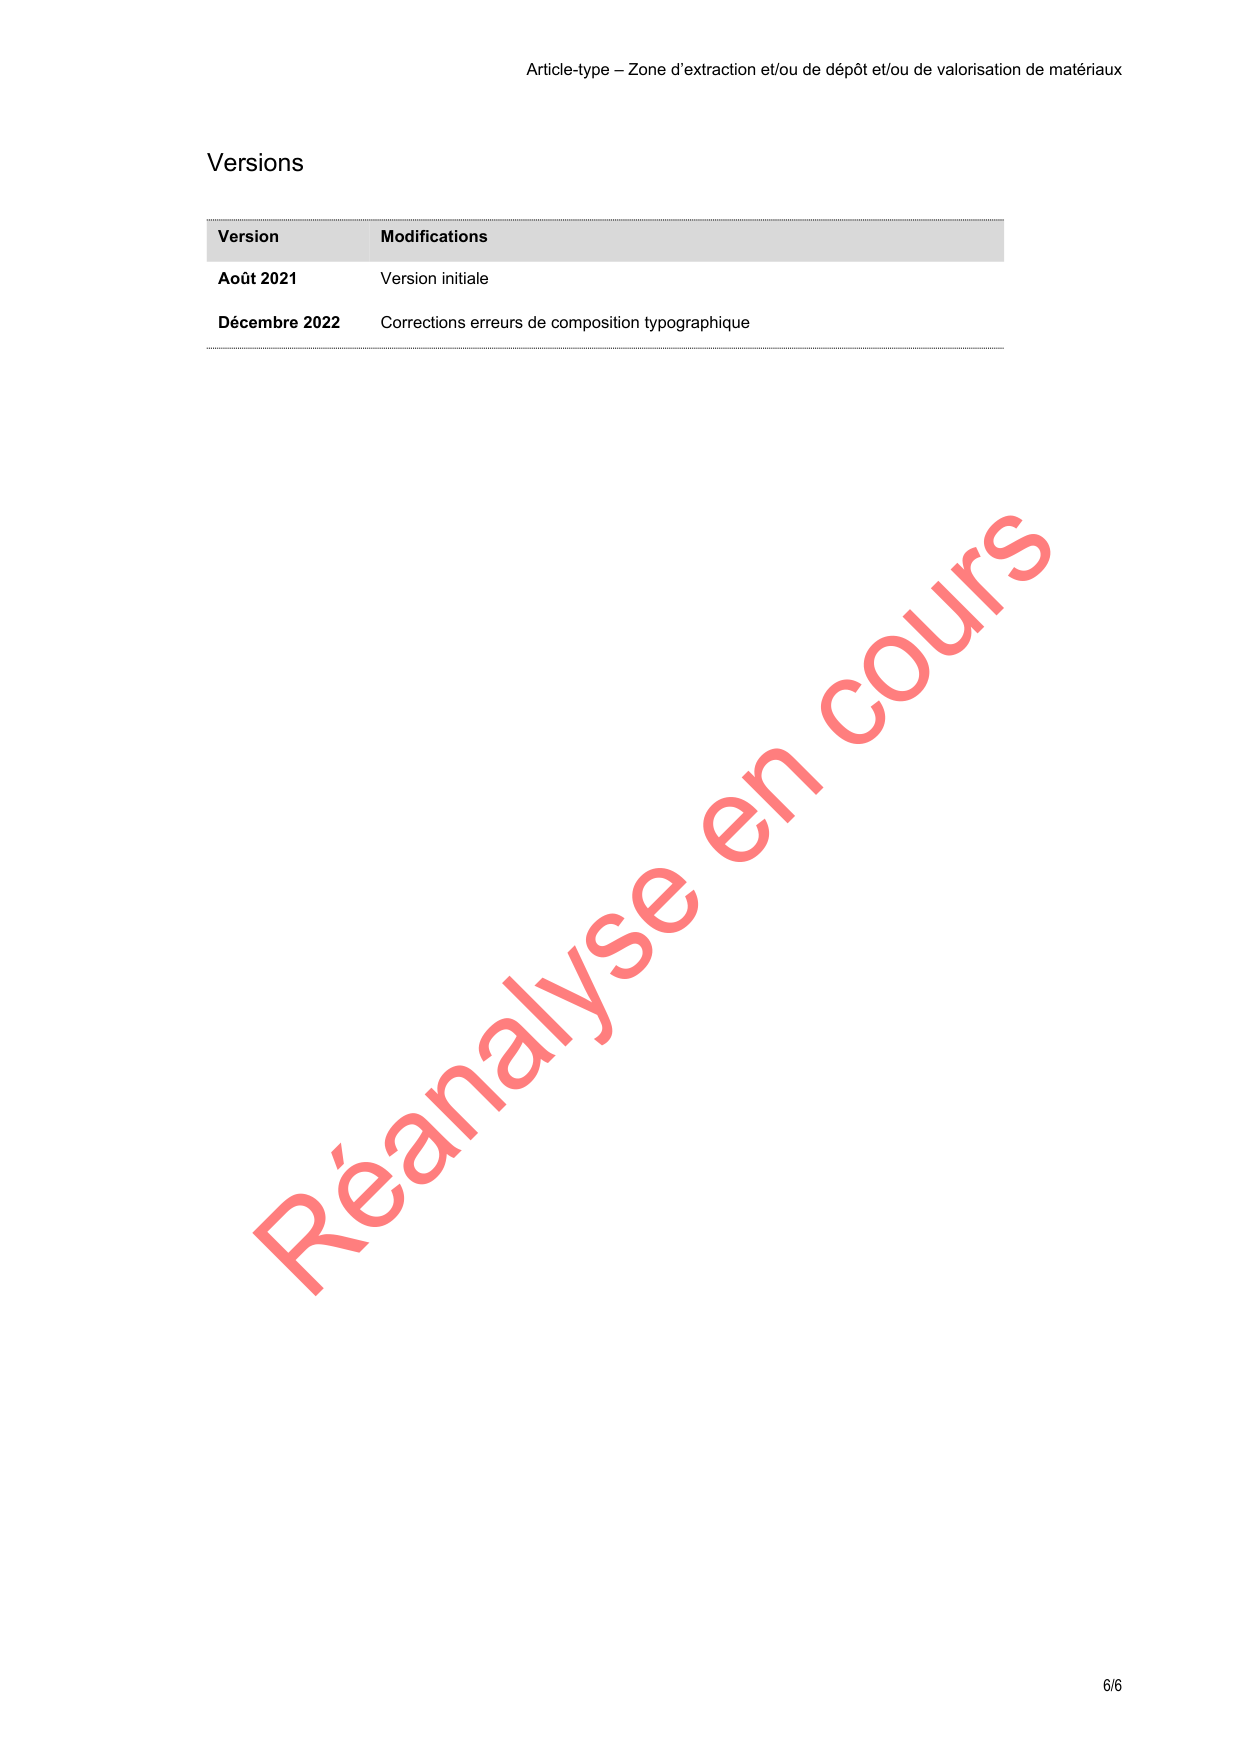 Article-type – Zone d’extraction et/ou de dépôt et/ou de valorisation de matériaux
Versions
Version Modifications
Août 2021 Version initiale
Décembre 2022 Corrections erreurs de composition typographique
Réanalyse en cours
6/6